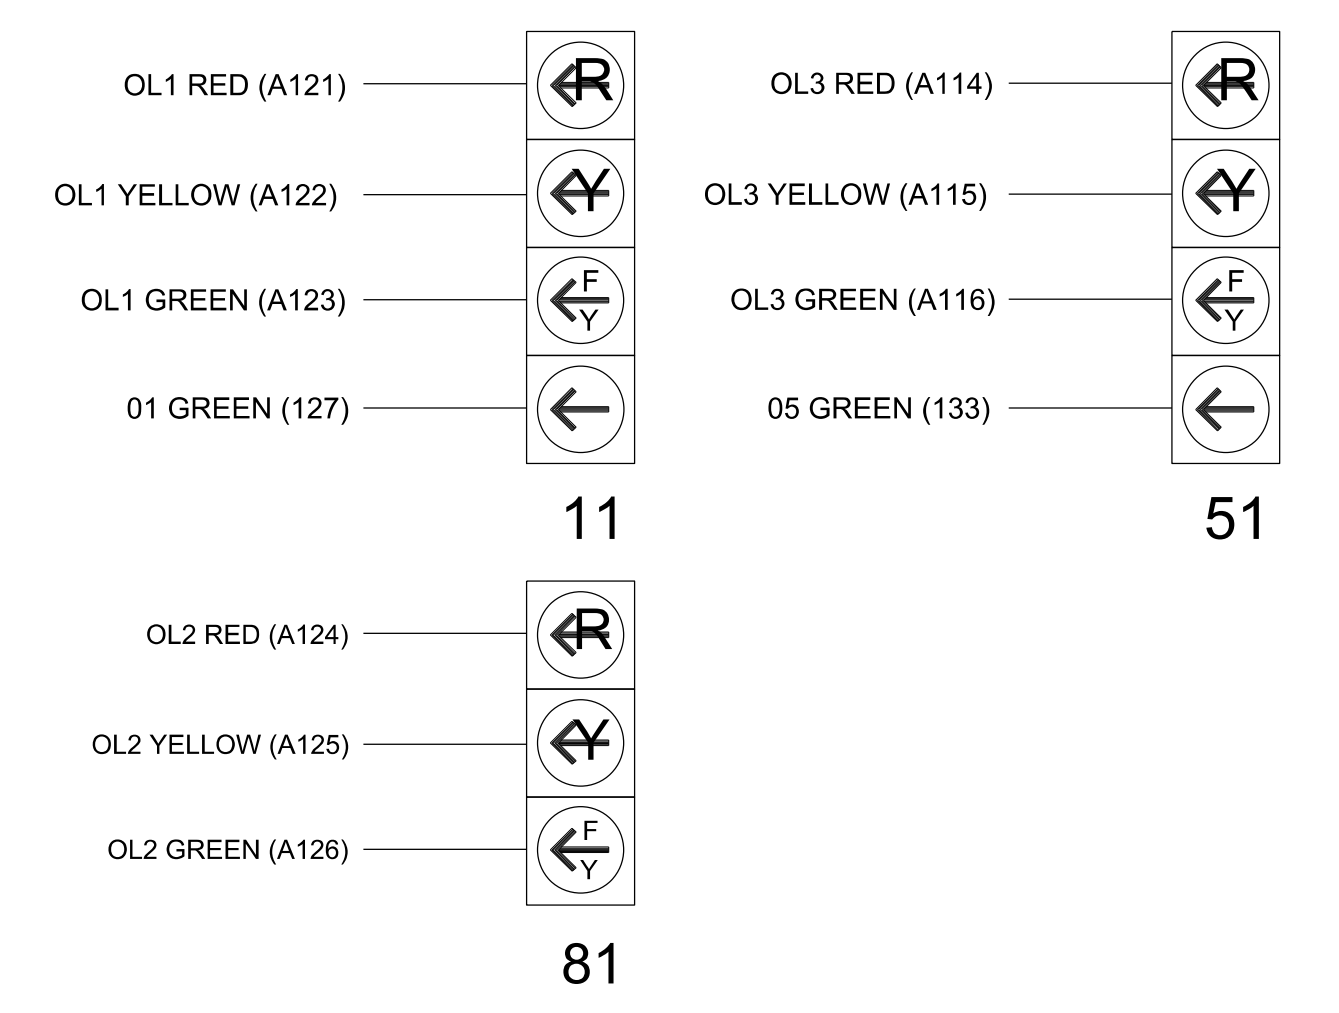 OL1 RED (A121)
R
OL1 YELLOW (A122)
Y
OL1 GREEN (A123)
F
Y
01 GREEN (127)
11
OL3 RED (A114)
R
OL3 YELLOW (A115)
Y
OL3 GREEN (A116)
F
Y
05 GREEN (133)
51
OL2 RED (A124)
R
OL2 YELLOW (A125)
Y
OL2 GREEN (A126)
F
Y
81